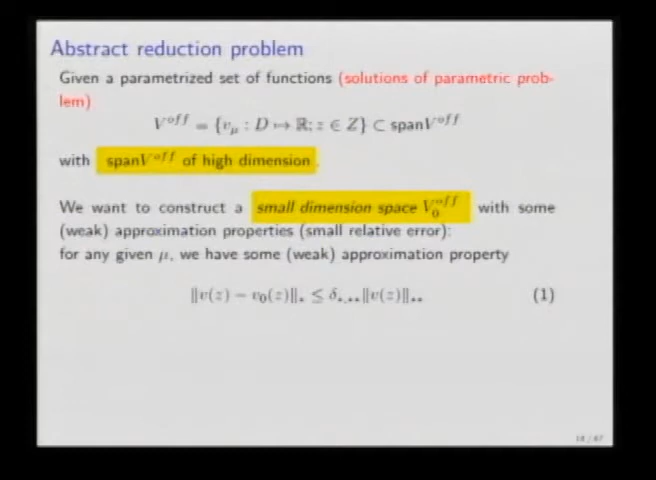 Abstract reduction problem
Given a parametrized set of functions (solutions of parametric prob-
lem)
V^{off} = {v_μ : D ↦ ℝ; z ∈ Z} ⊂ spanV^{off}
with spanV^{off} of high dimension.
We want to construct a small dimension space V_0^{off} with some
(weak) approximation properties (small relative error):
for any given μ, we have some (weak) approximation property
‖v(z) − v_0(z)‖_* ≤ δ_{*,**}‖v(z)‖_{**} (1)